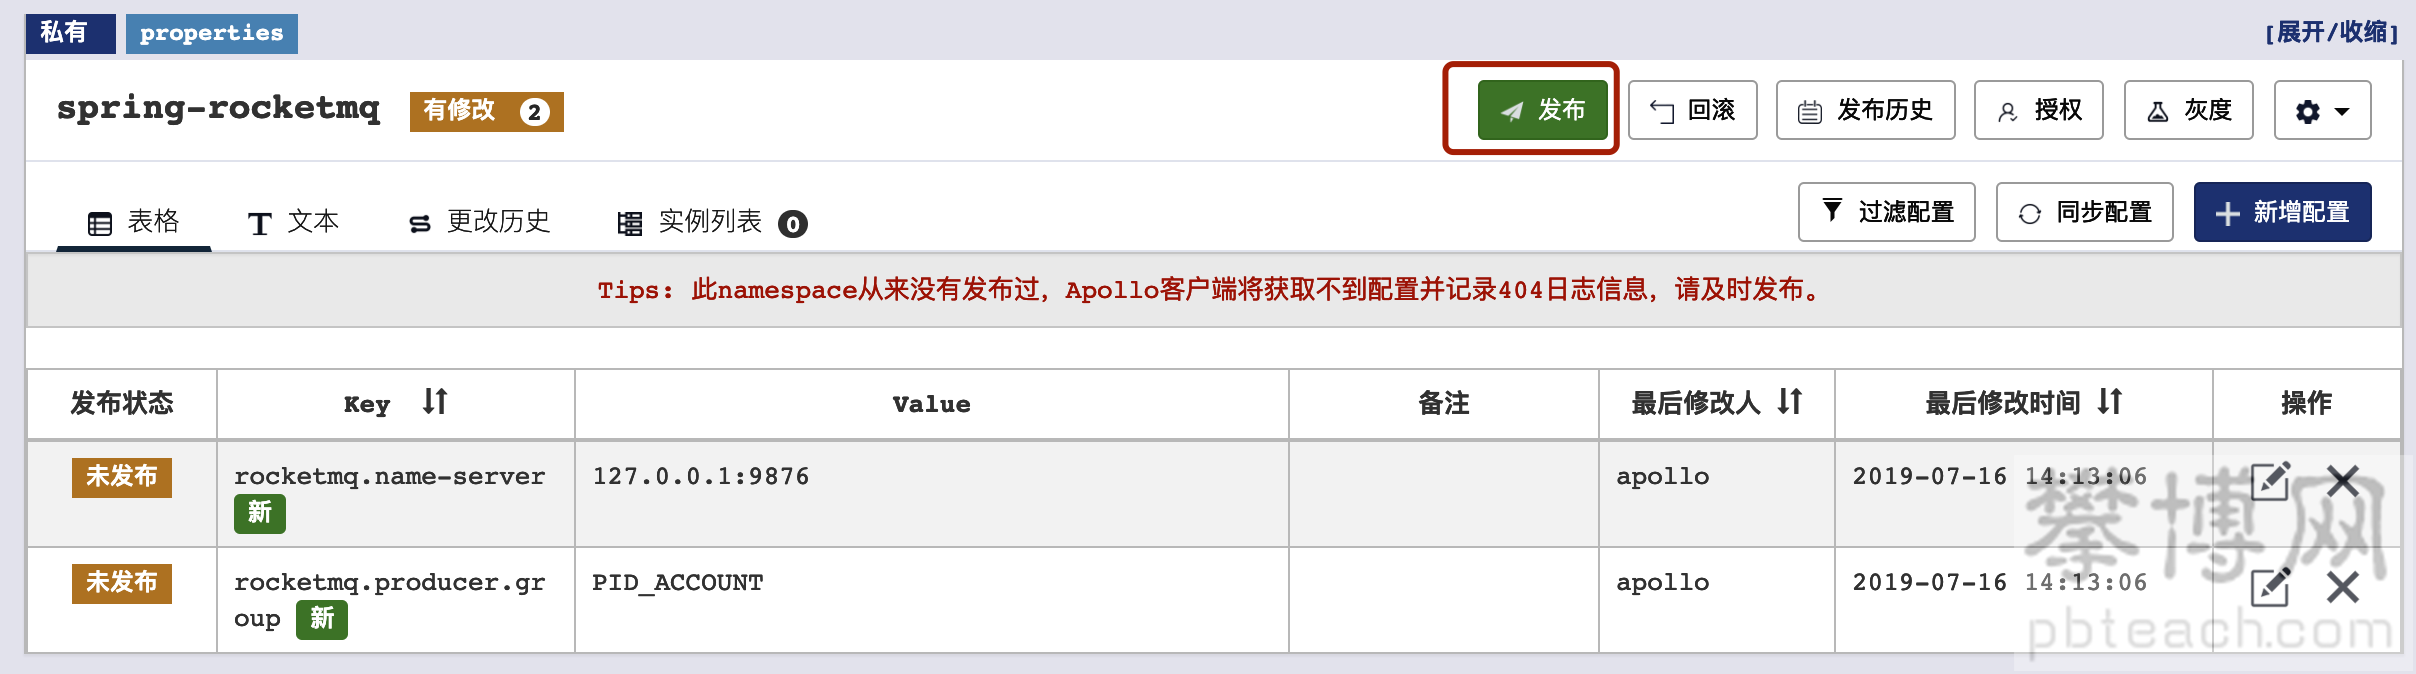 私有 properties [展开/收缩]
spring-rocketmq 有修改 2 发布 回滚 发布历史 授权 灰度
表格 文本 更改历史 实例列表 0 过滤配置 同步配置 新增配置
Tips: 此namespace从来没有发布过，Apollo客户端将获取不到配置并记录404日志信息，请及时发布。
发布状态 Key Value 备注 最后修改人 最后修改时间 操作
未发布 rocketmq.name-server 127.0.0.1:9876 apollo 2019-07-16 14:13:06
新
未发布 rocketmq.producer.gr PID_ACCOUNT apollo 2019-07-16 14:13:06
oup 新
攀博网
pbteach.com